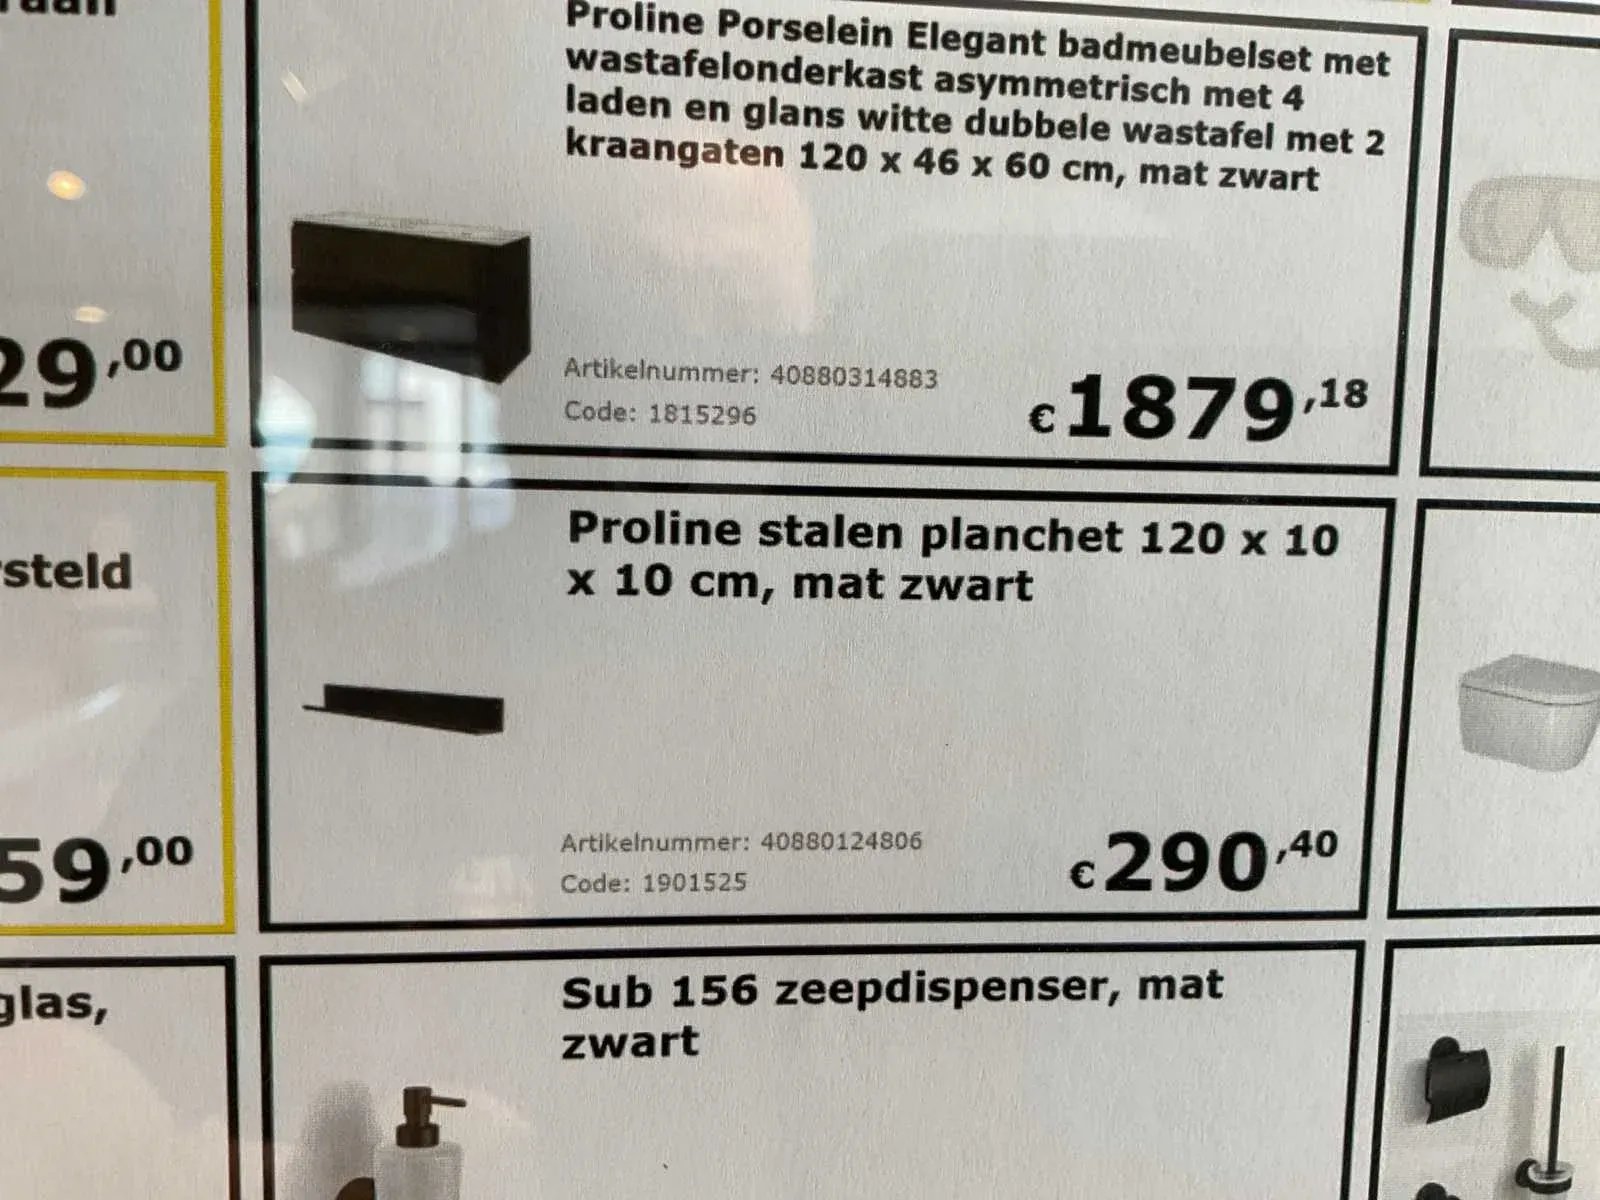 29,00
steld
59,00
glas,
Proline Porselein Elegant badmeubelset met
wastafelonderkast asymmetrisch met 4
laden en glans witte dubbele wastafel met 2
kraangaten 120 x 46 x 60 cm, mat zwart
Artikelnummer: 40880314883
Code: 1815296
€1879,18
Proline stalen planchet 120 x 10
x 10 cm, mat zwart
Artikelnummer: 40880124806
Code: 1901525
€290,40
Sub 156 zeepdispenser, mat
zwart